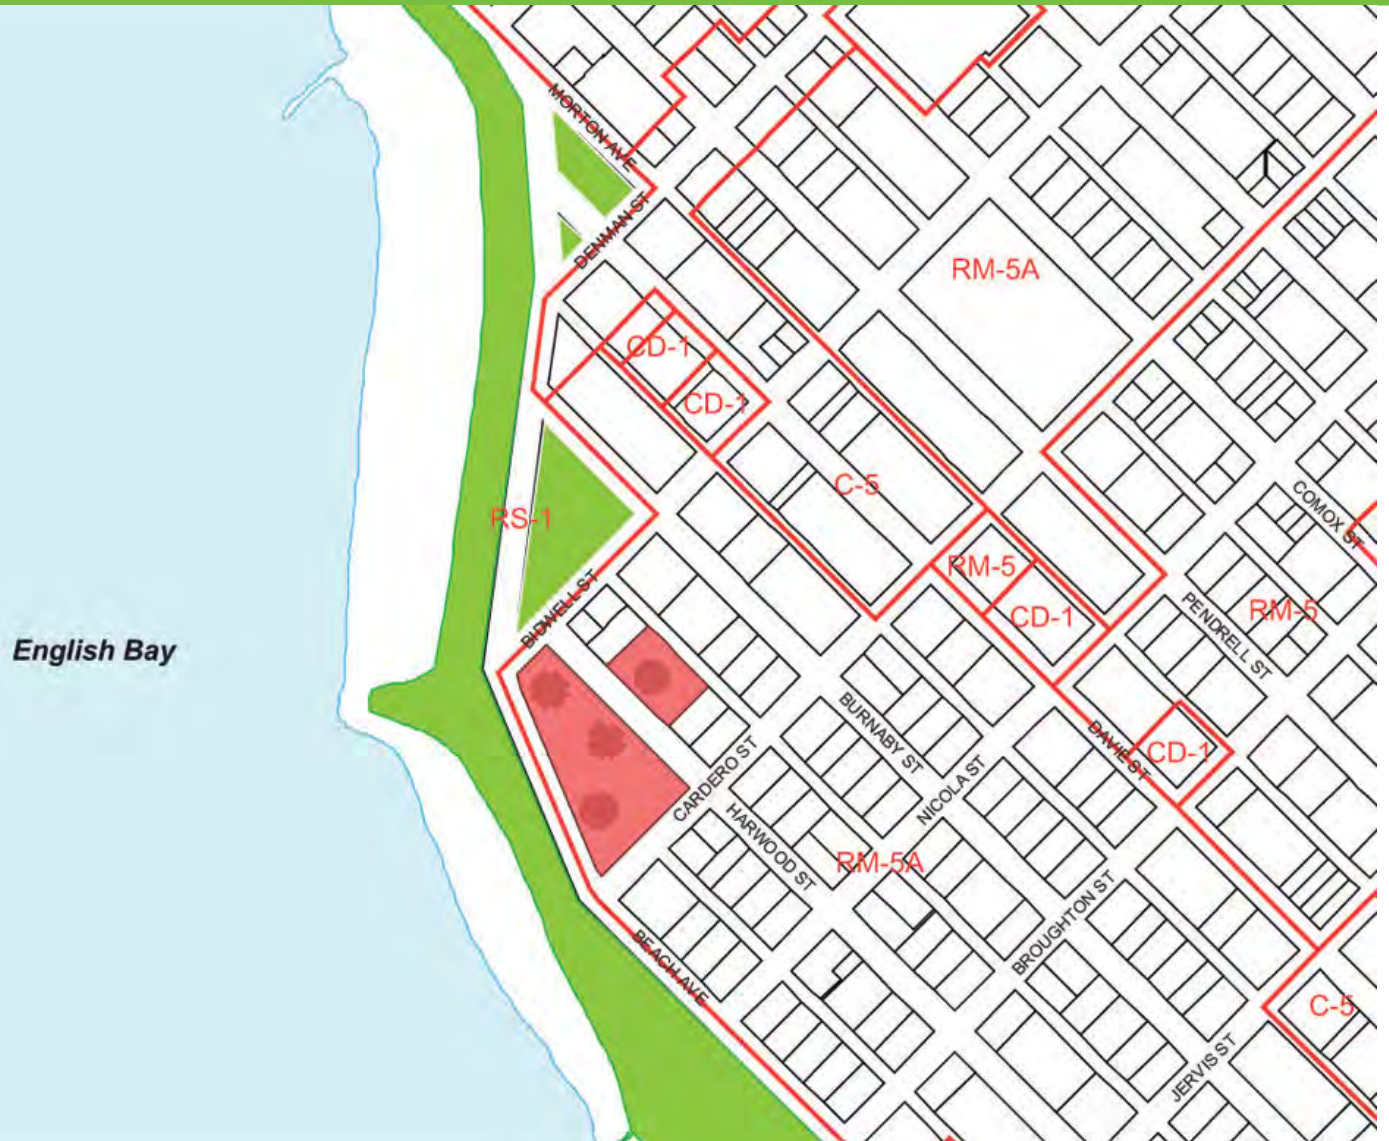 MORTON AVE
DENMAN ST
RM-5A
CD-1
CD-1
C-5
COMOX ST
RS-1
RM-5
BIDWELL ST
PENDRELL ST
RM-5
CD-1
English Bay
BURNABY ST
DAVIE ST
CD-1
CARDERO ST
NICOLA ST
HARWOOD ST
RM-5A
BROUGHTON ST
BEACH AVE
C-5
JERVIS ST